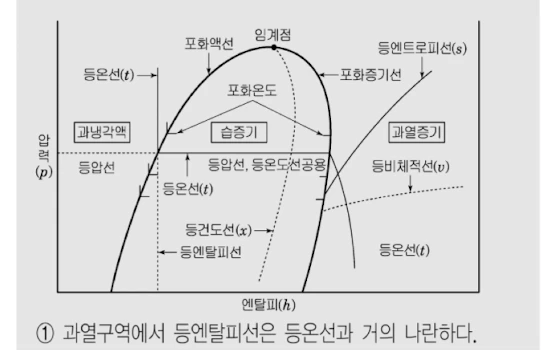 임계점
포화액선
등엔트로피선(s)
등온선(t)
포화증기선
포화온도
과냉각액
습증기
과열증기
압력(p)
등압선
등압선, 등온도선공용
등비체적선(v)
등온선(t)
등건도선(x)
등엔탈피선
등온선(t)
엔탈피(h)
① 과열구역에서 등엔탈피선은 등온선과 거의 나란하다.